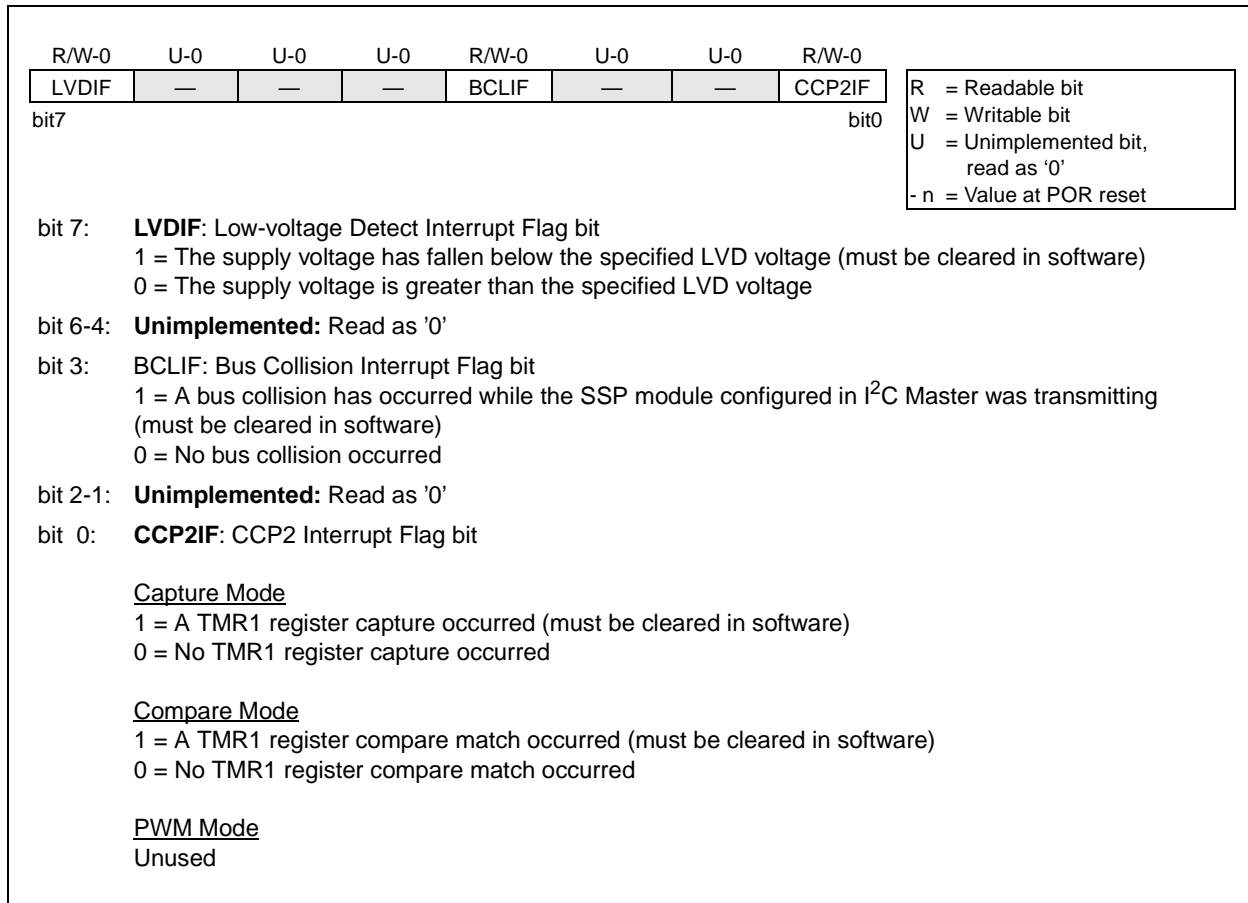 R/W-0 U-0 U-0 U-0 R/W-0 U-0 U-0 R/W-0
LVDIF — — — BCLIF — — CCP2IF
bit7 bit0
R = Readable bit
W = Writable bit
U = Unimplemented bit,
read as ‘0’
- n = Value at POR reset
bit 7: LVDIF: Low-voltage Detect Interrupt Flag bit
1 = The supply voltage has fallen below the specified LVD voltage (must be cleared in software)
0 = The supply voltage is greater than the specified LVD voltage
bit 6-4: Unimplemented: Read as '0'
bit 3: BCLIF: Bus Collision Interrupt Flag bit
1 = A bus collision has occurred while the SSP module configured in I²C Master was transmitting
(must be cleared in software)
0 = No bus collision occurred
bit 2-1: Unimplemented: Read as '0'
bit 0: CCP2IF: CCP2 Interrupt Flag bit
Capture Mode
1 = A TMR1 register capture occurred (must be cleared in software)
0 = No TMR1 register capture occurred
Compare Mode
1 = A TMR1 register compare match occurred (must be cleared in software)
0 = No TMR1 register compare match occurred
PWM Mode
Unused